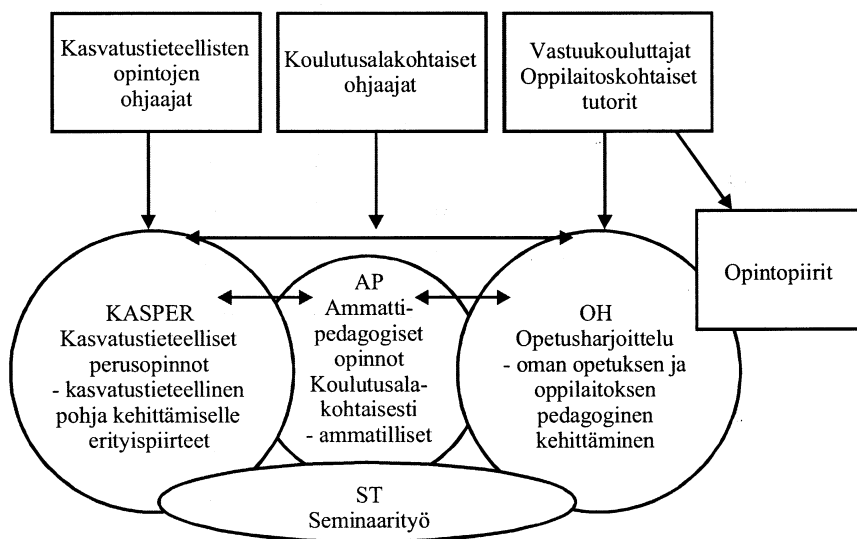 Kasvatustieteellisten
opintojen
ohjaajat
Koulutusalakohtaiset
ohjaajat
Vastuukouluttajat
Oppilaitoskohtaiset
tutorit
Opintopiirit
KASPER
Kasvatustieteelliset
perusopinnot
- kasvatustieteellinen
pohja kehittämiselle
erityispiirteet
AP
Ammatti-
pedagogiset
opinnot
Koulutusala-
kohtaisesti
- ammatilliset
OH
Opetusharjoittelu
- oman opetuksen ja
oppilaitoksen
pedagoginen
kehittäminen
ST
Seminaarityö